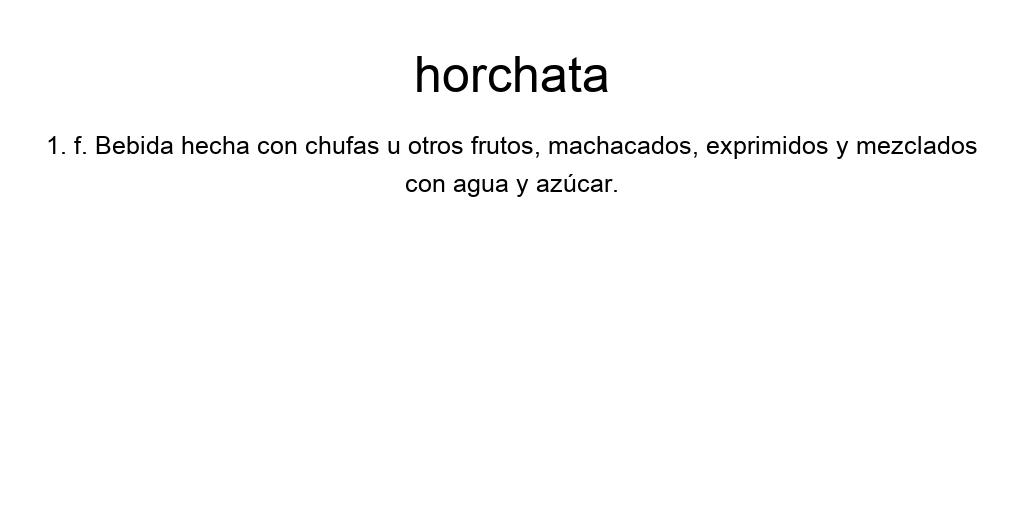 horchata
1. f. Bebida hecha con chufas u otros frutos, machacados, exprimidos y mezclados
con agua y azúcar.